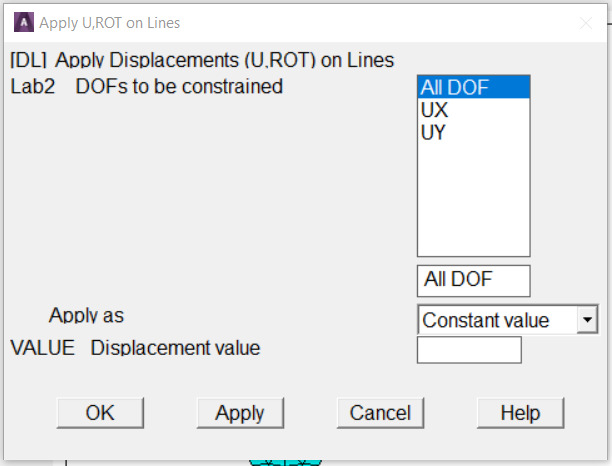 Apply U,ROT on Lines
[DL] Apply Displacements (U,ROT) on Lines
Lab2 DOFs to be constrained
All DOF
UX
UY
All DOF
Apply as
Constant value
VALUE Displacement value
OK Apply Cancel Help